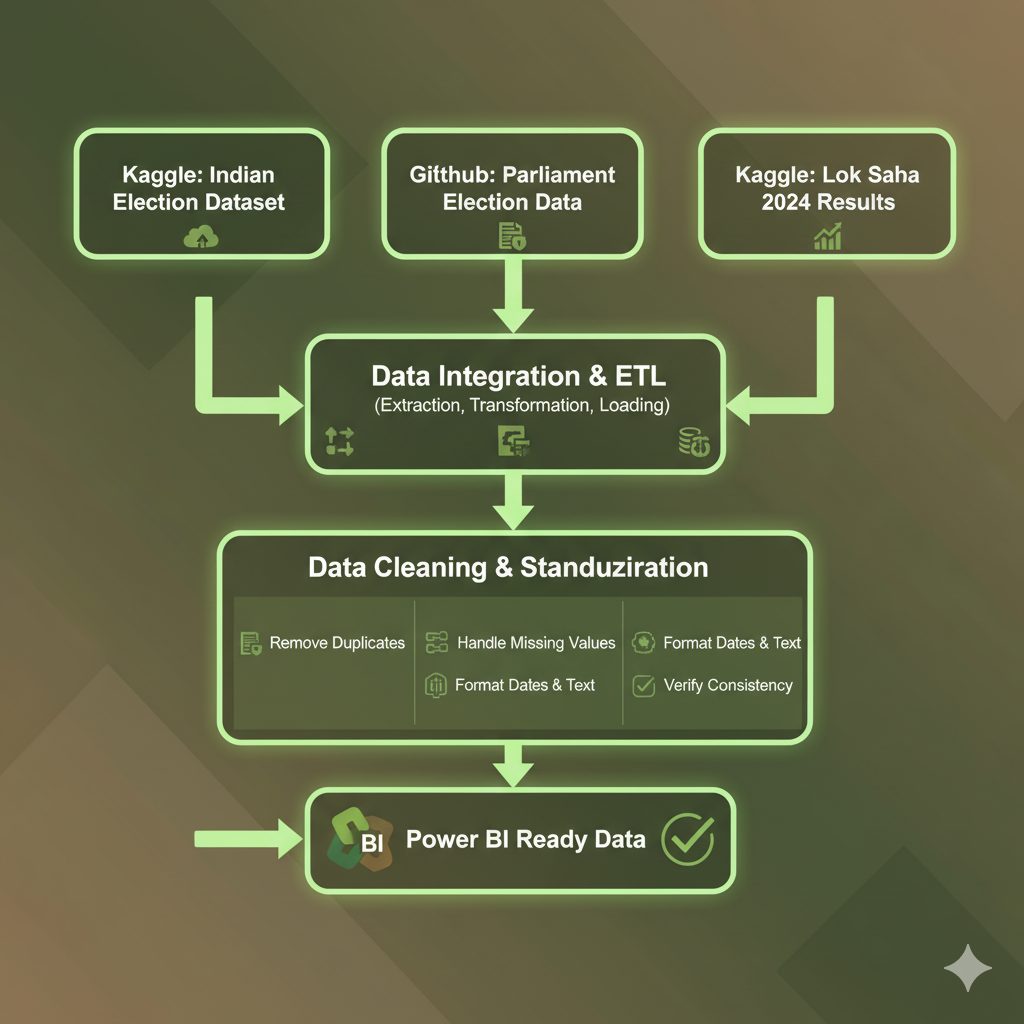 Kaggle: Indian
Election Dataset
Gifthub: Parliament
Election Data
Kaggle: Lok Saha
2024 Results
Data Integration & ETL
(Extraction, Transformation, Loading)
Data Cleaning & Standuziration
Remove Duplicates
Handle Missing Values
Format Dates & Text
Format Dates & Text
Verify Consistency
BI
Power BI Ready Data